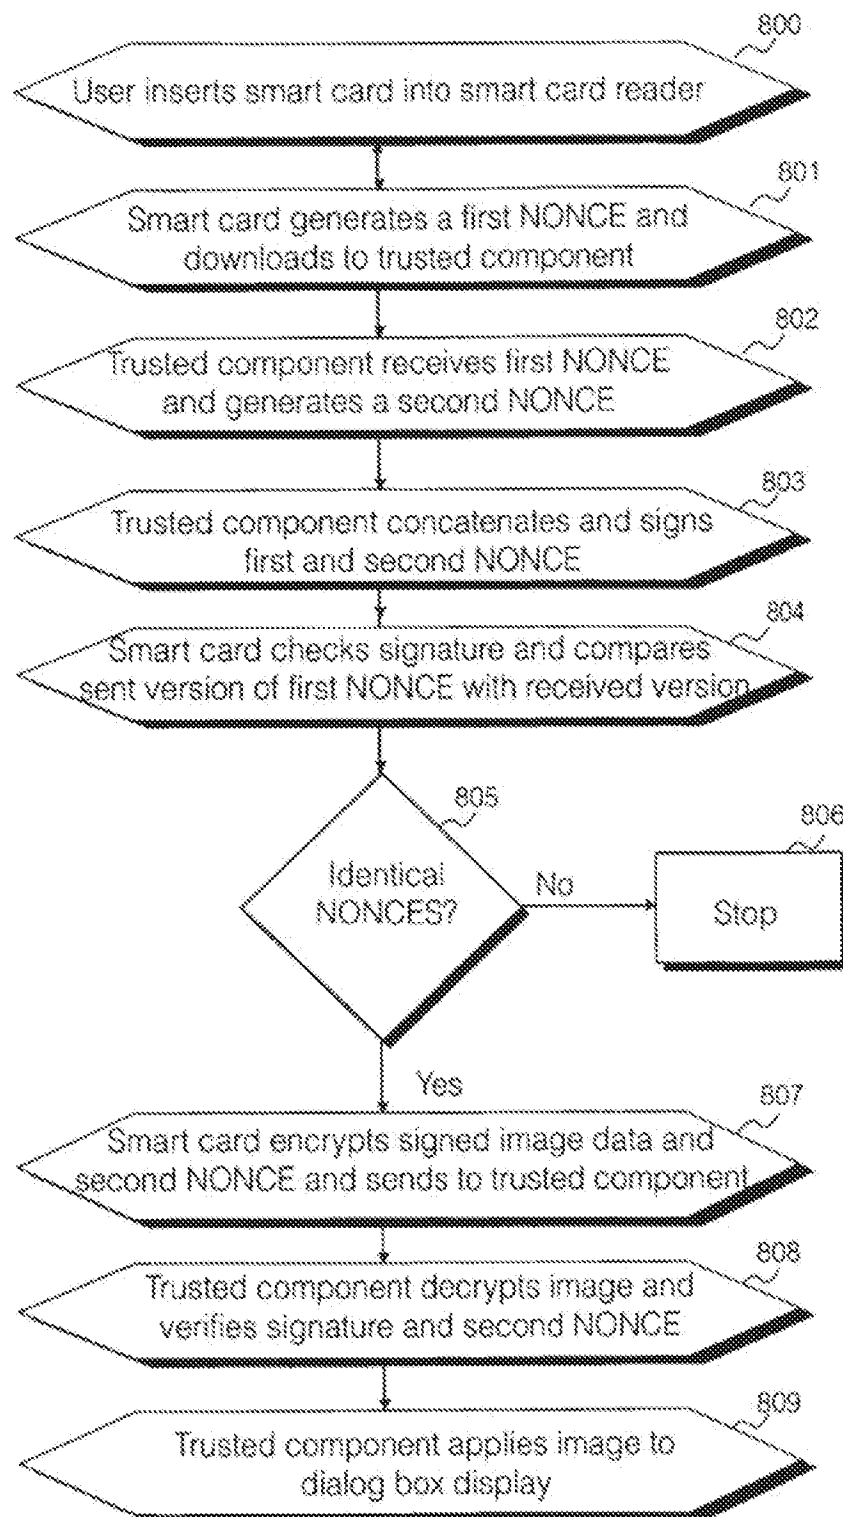 800
User inserts smart card into smart card reader
801
Smart card generates a first NONCE and
downloads to trusted component
802
Trusted component receives first NONCE
and generates a second NONCE
803
Trusted component concatenates and signs
first and second NONCE
804
Smart card checks signature and compares
sent version of first NONCE with received version
805
Identical
NONCES?
No
806
Stop
Yes
807
Smart card encrypts signed image data and
second NONCE and sends to trusted component
808
Trusted component decrypts image and
verifies signature and second NONCE
809
Trusted component applies image to
dialog box display